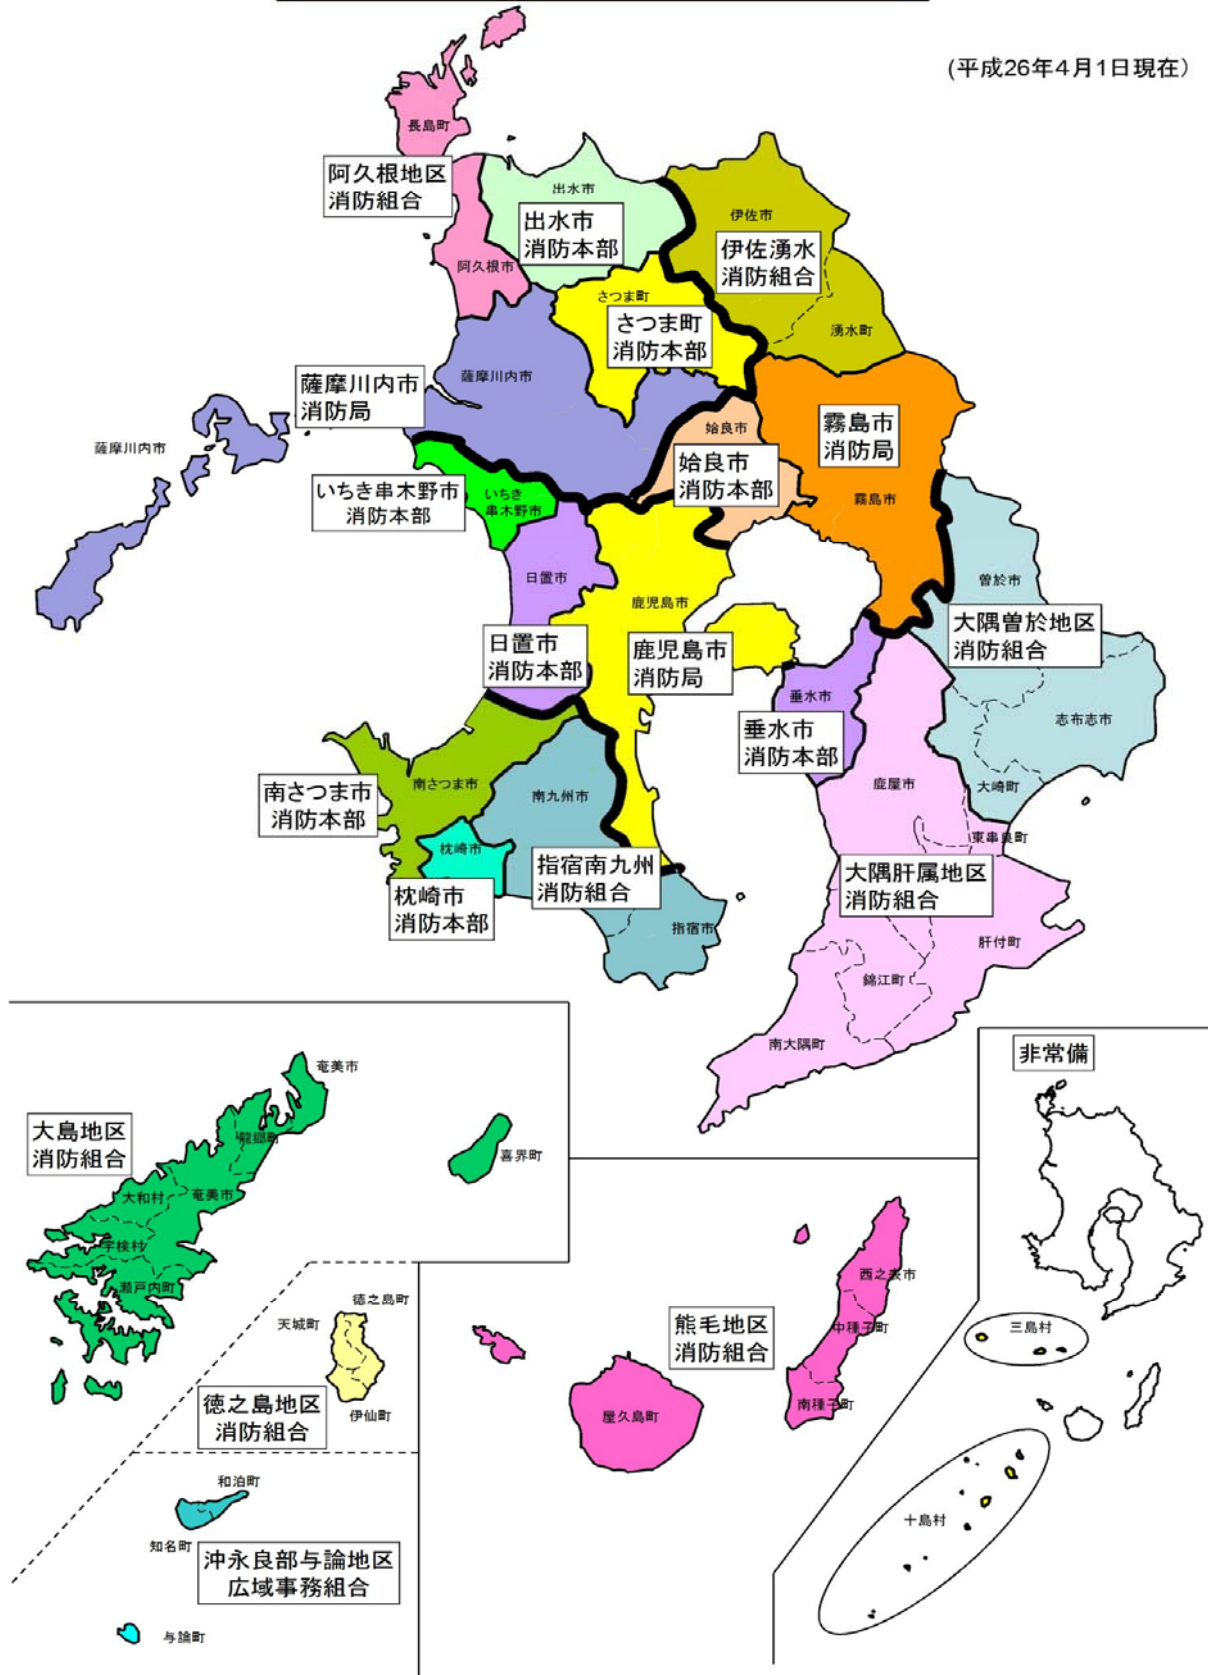 (平成26年4月1日現在)
長島町
阿久根地区
消防組合
出水市
出水市
消防本部
伊佐市
伊佐湧水
消防組合
阿久根市
さつま町
さつま町
消防本部
湧水町
薩摩川内市
薩摩川内市
消防局
薩摩川内市
姶良市
姶良市
消防本部
霧島市
消防局
霧島市
いちき串木野市
消防本部
いちき
串木野市
日置市
日置市
消防本部
鹿児島市
鹿児島市
消防局
曽於市
大隅曽於地区
消防組合
垂水市
垂水市
消防本部
志布志市
大崎町
鹿屋市
東串良町
南さつま市
南さつま市
消防本部
南九州市
枕崎市
枕崎市
消防本部
指宿南九州
消防組合
指宿市
大隅肝属地区
消防組合
肝付町
錦江町
南大隅町
奄美市
大島地区
消防組合
龍郷町
喜界町
大和村
奄美市
宇検村
瀬戸内町
徳之島町
天城町
伊仙町
徳之島地区
消防組合
和泊町
知名町
沖永良部与論地区
広域事務組合
与論町
熊毛地区
消防組合
西之表市
中種子町
南種子町
屋久島町
非常備
三島村
十島村